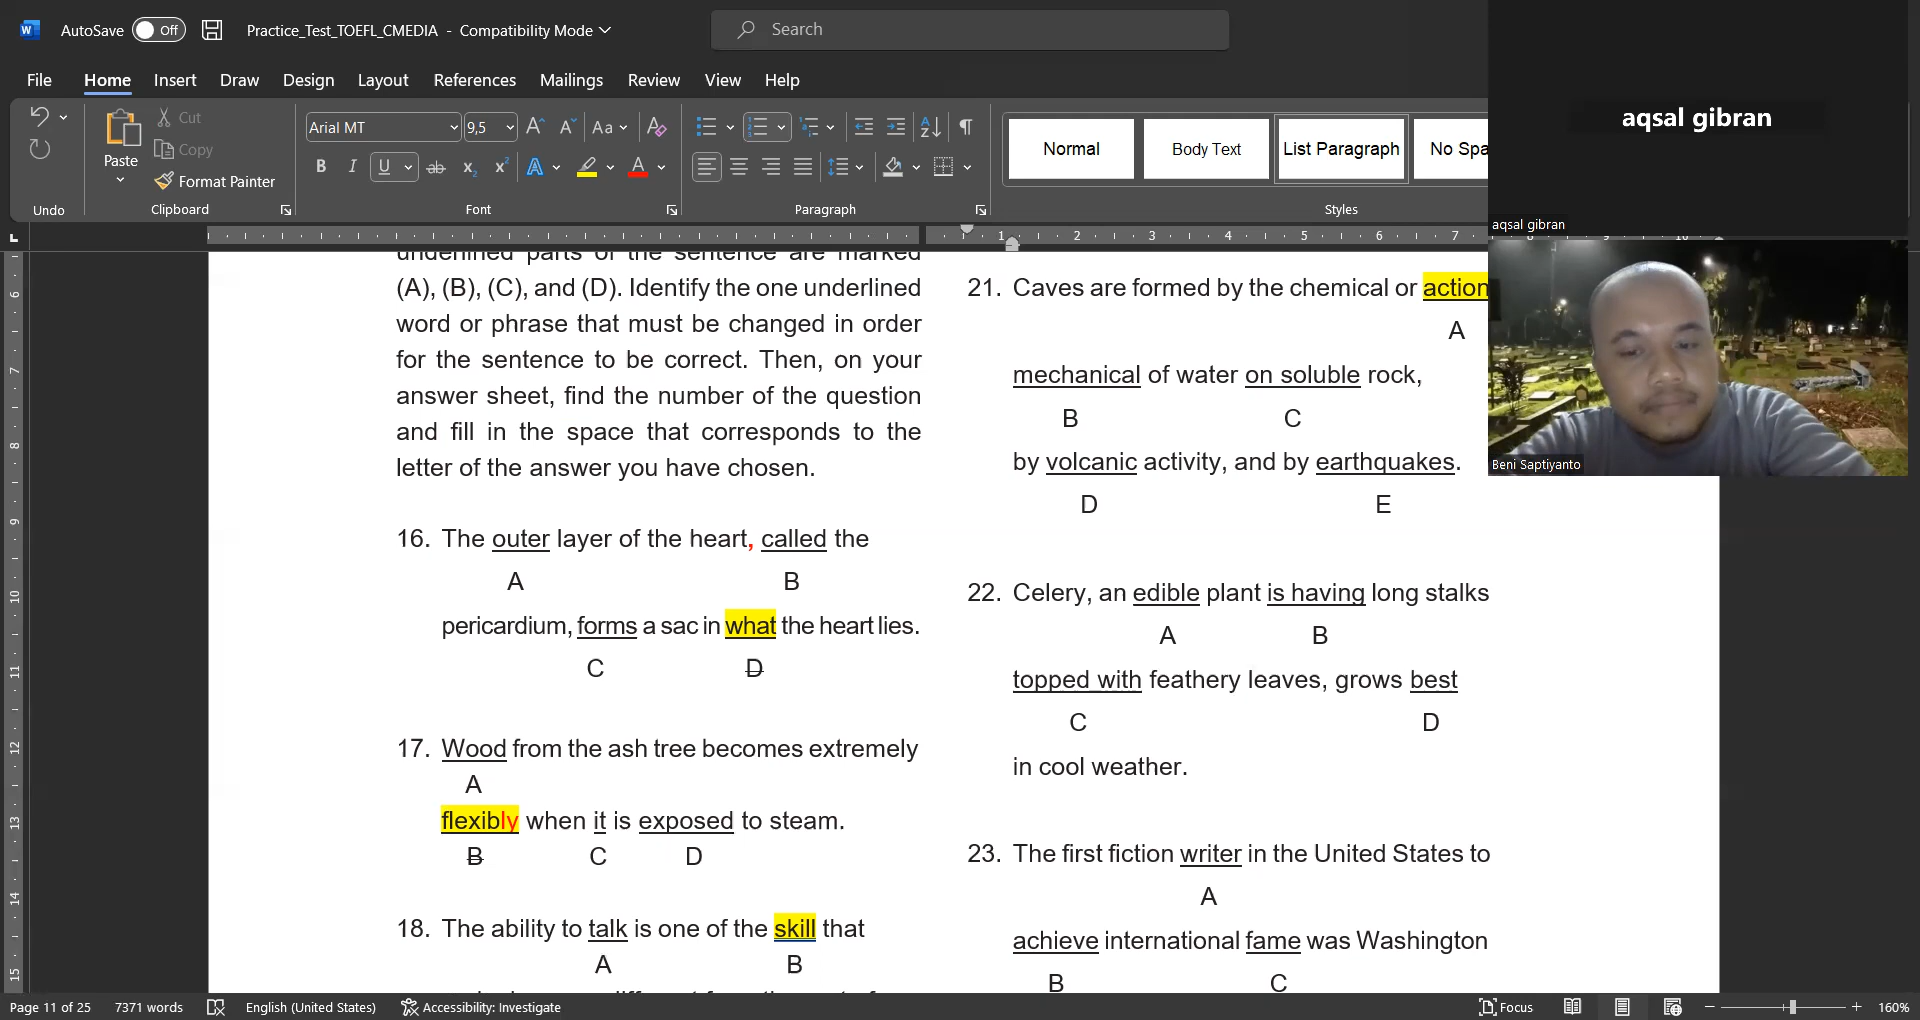 AutoSave Off Practice_Test_TOEFL_CMEDIA - Compatibility Mode Search
File Home Insert Draw Design Layout References Mailings Review View Help
Paste
Cut
Copy
Format Painter
Arial MT 9,5
Normal Body Text List Paragraph No Spa
Undo Clipboard Font Paragraph Styles
aqsal gibran
aqsal gibran
Beni Saptiyanto
underlined parts of the sentence are marked
(A), (B), (C), and (D). Identify the one underlined
word or phrase that must be changed in order
for the sentence to be correct. Then, on your
answer sheet, find the number of the question
and fill in the space that corresponds to the
letter of the answer you have chosen.
16. The outer layer of the heart, called the
A B
pericardium, forms a sac in what the heart lies.
C D
17. Wood from the ash tree becomes extremely
A
flexibly when it is exposed to steam.
B C D
18. The ability to talk is one of the skill that
A B
21. Caves are formed by the chemical or action
A
mechanical of water on soluble rock,
B C
by volcanic activity, and by earthquakes.
D E
22. Celery, an edible plant is having long stalks
A B
topped with feathery leaves, grows best
C D
in cool weather.
23. The first fiction writer in the United States to
A
achieve international fame was Washington
B C
Page 11 of 25 7371 words English (United States) Accessibility: Investigate Focus 160%